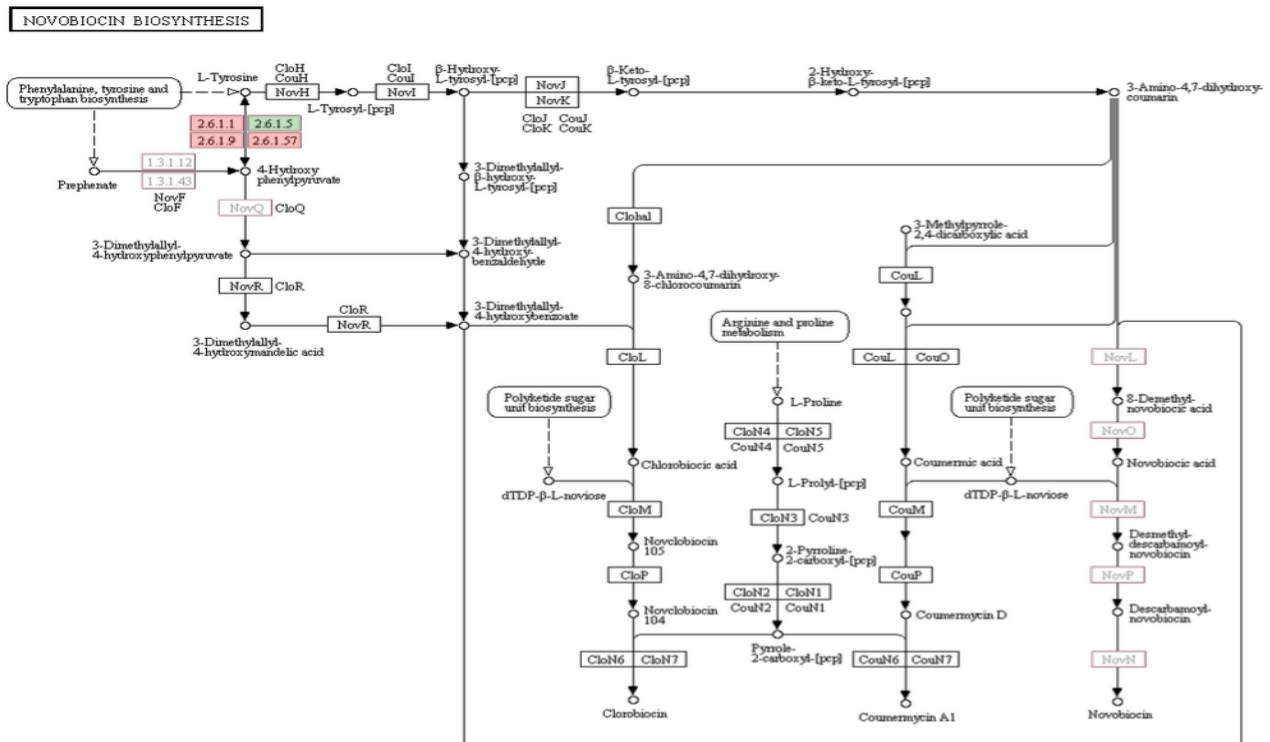 NOVOBIOCIN BIOSYNTHESIS
Phenylalanine, tyrosine and
tryptophan biosynthesis
L-Tyrosine
CloH
CouH
NovH
L-Tyrosyl-[pcp]
CloI
CouI
NovI
β-Hydroxy-
L-tyrosyl-[pcp]
NovJ
NovK
CloJ CouJ
CloK CouK
β-Keto-
L-tyrosyl-[pcp]
2-Hydroxy-
β-keto-L-tyrosyl-[pcp]
3-Amino-4,7-dihydroxy-
coumarin
2.6.1.1 2.6.1.5
2.6.1.9 2.6.1.57
Prephenate
1.3.1.12
1.3.1.43
NovF
CloF
4-Hydroxy
phenylpyruvate
NovQ CloQ
3-Dimethylallyl-
β-hydroxy-
L-tyrosyl-[pcp]
3-Dimethylallyl-
4-hydroxyphenylpyruvate
3-Dimethylallyl-
4-hydroxy-
benzaldehyde
NovR CloR
CloR
NovR
3-Dimethylallyl-
4-hydroxymandelic acid
3-Dimethylallyl-
4-hydroxybenzoate
Clohal
3-Amino-4,7-dihydroxy-
8-chlorocoumarin
CloL
Polyketide sugar
unit biosynthesis
Chlorobiocic acid
dTDP-β-L-noviose
CloM
Novclobiocin
105
CloP
Novclobiocin
104
CloN6 CloN7
Clorobiocin
Arginine and proline
metabolism
L-Proline
CloN4 CloN5
CouN4 CouN5
L-Prolyl-[pcp]
CloN3 CouN3
2-Pyrroline-
2-carboxyl-[pcp]
CloN2 CloN1
CouN2 CouN1
Pyrrole-
2-carboxyl-[pcp]
3-Methylpyrrole-
2,4-dicarboxylic acid
CouL
CouL CouO
Polyketide sugar
unit biosynthesis
Coumermic acid
dTDP-β-L-noviose
CouM
CouP
Coumermycin D
CouN6 CouN7
Coumermycin A1
NovL
8-Demethyl-
novobiocic acid
NovO
Novobiocic acid
NovM
Desmethyl-
descarbamoyl-
novobiocin
NovP
Descarbamoyl-
novobiocin
NovN
Novobiocin